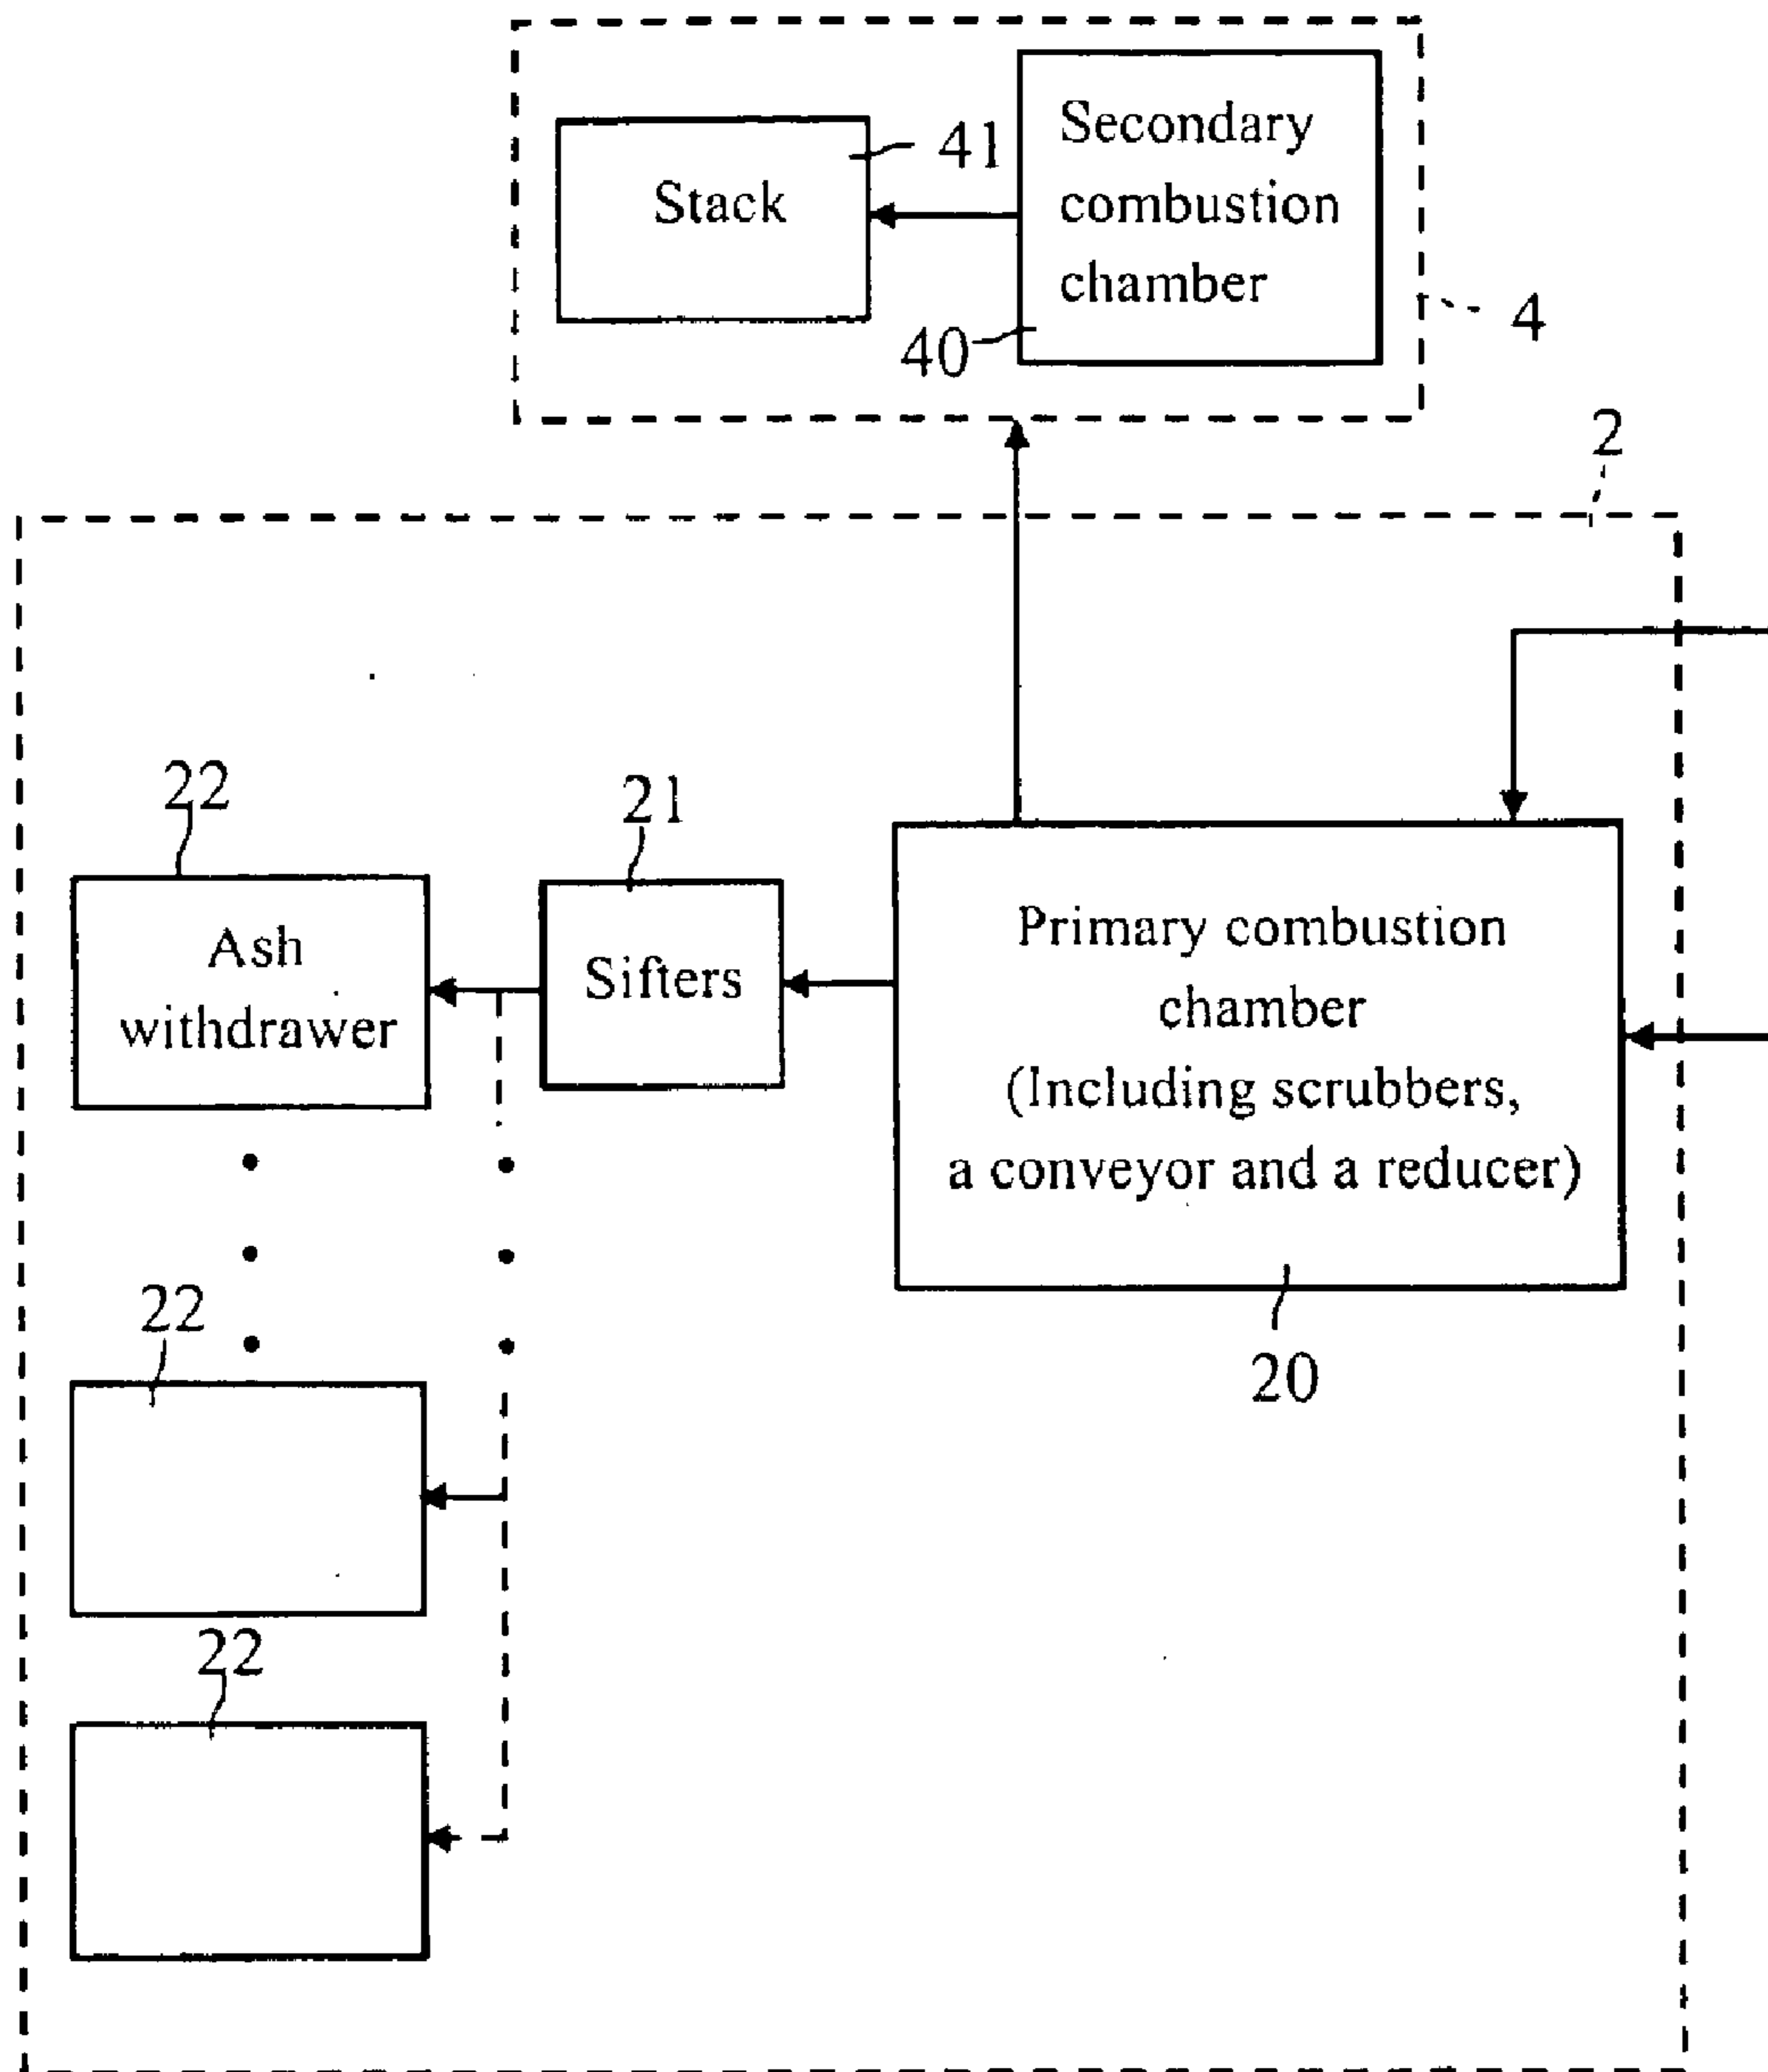 Secondary
combustion
chamber
41
Stack
40
4
2
22
21
Ash
withdrawer
Sifters
Primary combustion
chamber
(Including scrubbers,
a conveyor and a reducer)
20
22
22